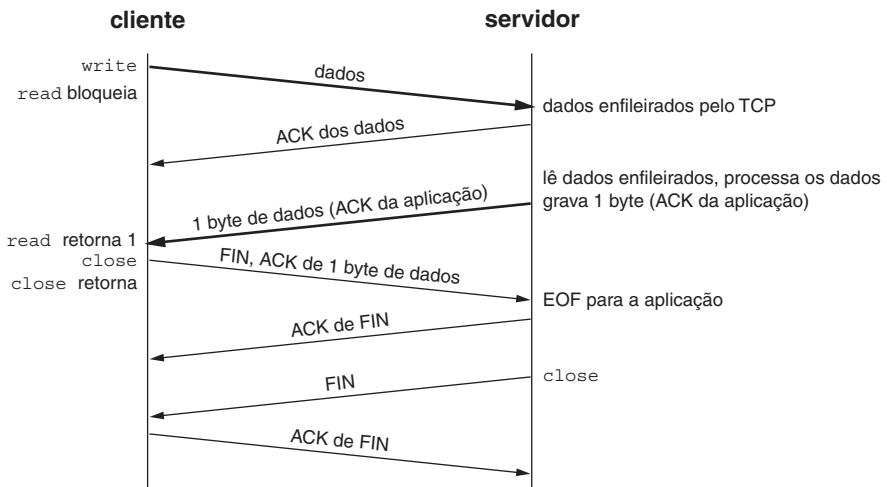 cliente
servidor
write
dados
read bloqueia
dados enfileirados pelo TCP
ACK dos dados
lê dados enfileirados, processa os dados
grava 1 byte (ACK da aplicação)
1 byte de dados (ACK da aplicação)
read retorna 1
close
FIN, ACK de 1 byte de dados
close retorna
EOF para a aplicação
ACK de FIN
close
FIN
ACK de FIN